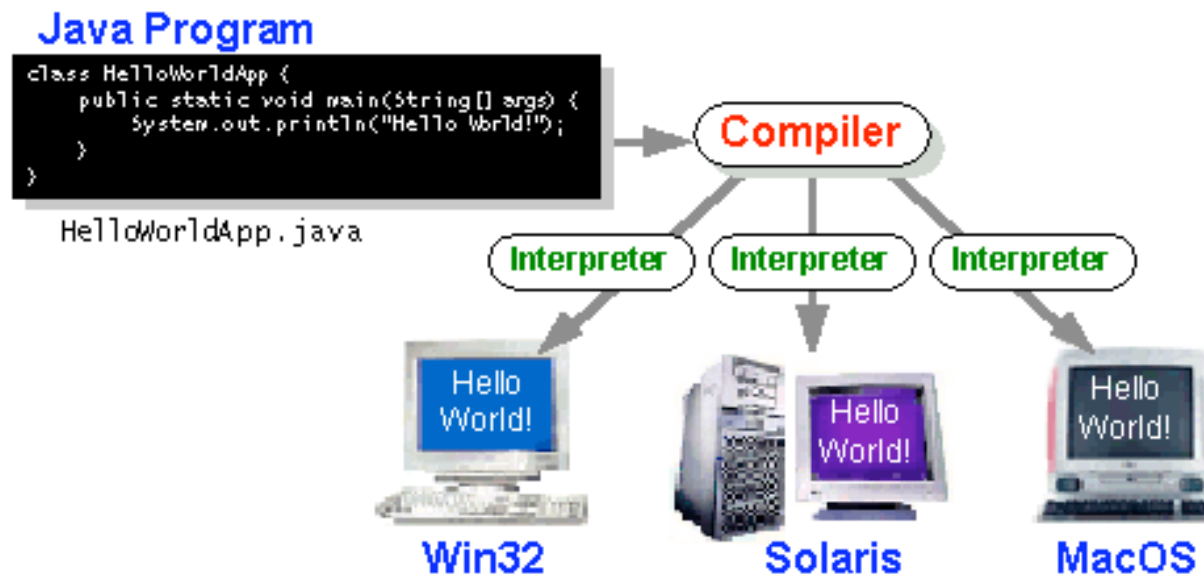 Java Program
class HelloWorldApp {
    public static void main(String[] args) {
        System.out.println("Hello World!");
    }
}
HelloWorldApp.java
Compiler
Interpreter
Interpreter
Interpreter
Hello
World!
Hello
World!
Hello
World!
Win32
Solaris
MacOS